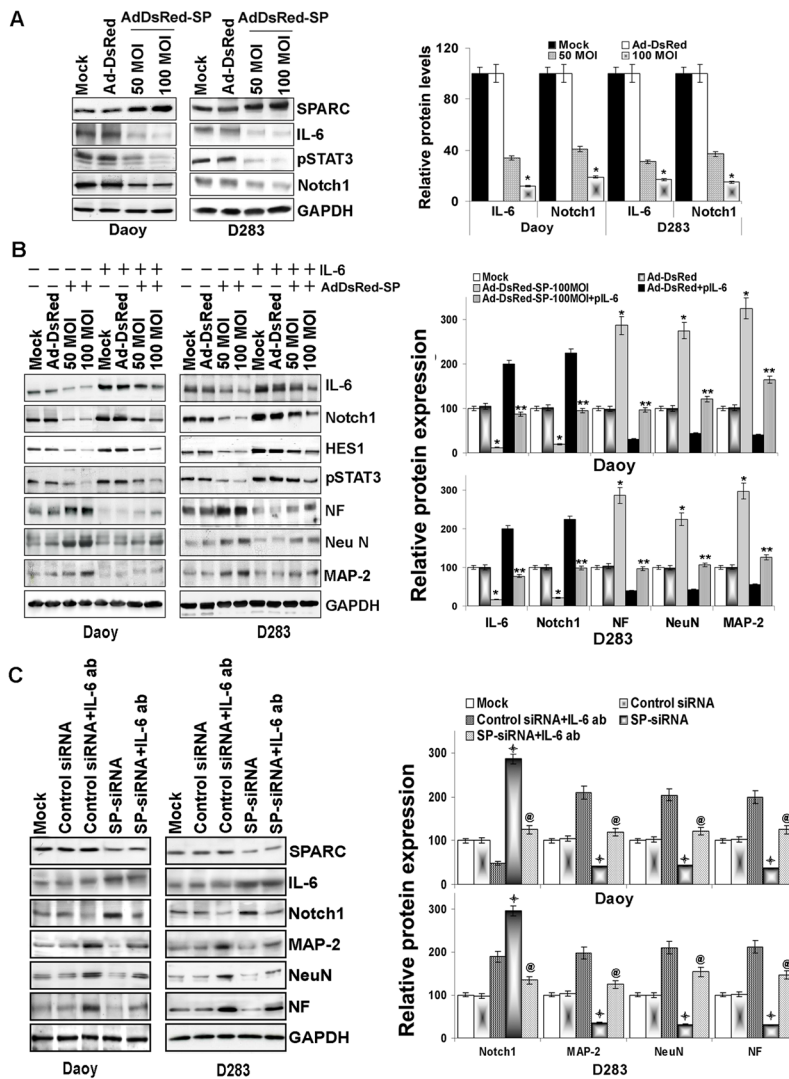 A
AdDsRed-SP
AdDsRed-SP
Mock
Ad-DsRed
50 MOI
100 MOI
Mock
Ad-DsRed
50 MOI
100 MOI
SPARC
IL-6
pSTAT3
Notch1
GAPDH
Daoy
D283
Relative protein levels
120
80
40
0
Mock
Ad-DsRed
50 MOI
100 MOI
*
*
*
*
IL-6
Notch1
IL-6
Notch1
Daoy
D283
B
– – – – + + + + – – – – + + + + IL-6
– – + + – – + + – – + + – – + + AdDsRed-SP
Mock
Ad-DsRed
50 MOI
100 MOI
Mock
Ad-DsRed
50 MOI
100 MOI
Mock
Ad-DsRed
50 MOI
100 MOI
Mock
Ad-DsRed
50 MOI
100 MOI
IL-6
Notch1
HES1
pSTAT3
NF
Neu N
MAP-2
GAPDH
Daoy
D283
Relative protein expression
Mock
Ad-DsRed
Ad-DsRed-SP-100MOI
Ad-DsRed+pIL-6
Ad-DsRed-SP-100MOI+pIL-6
300
200
100
0
*
**
*
**
*
**
*
**
*
**
Daoy
300
200
100
0
*
**
*
**
*
**
*
**
*
**
IL-6
Notch1
NF
NeuN
MAP-2
D283
C
Mock
Control siRNA
Control siRNA+IL-6 ab
SP-siRNA
SP-siRNA+IL-6 ab
Mock
Control siRNA
Control siRNA+IL-6 ab
SP-siRNA
SP-siRNA+IL-6 ab
SPARC
IL-6
Notch1
MAP-2
NeuN
NF
GAPDH
Daoy
D283
Relative protein expression
Mock
Control siRNA
Control siRNA+IL-6 ab
SP-siRNA
SP-siRNA+IL-6 ab
300
200
100
0
@
@
@
@
Daoy
300
200
100
0
@
@
@
@
Notch1
MAP-2
NeuN
NF
D283